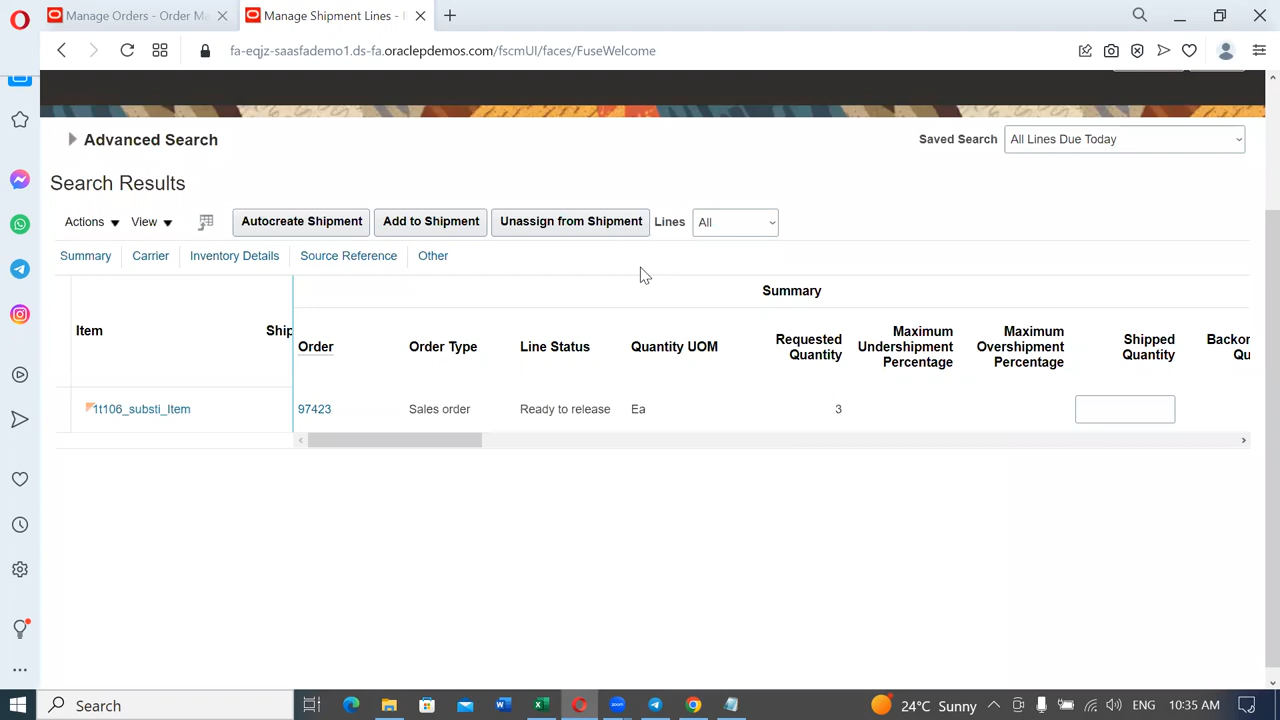 Manage Orders - Order Ma
Manage Shipment Lines -
fa-eqjz-saasfademo1.ds-fa.oraclepdemos.com/fscmUI/faces/FuseWelcome
Advanced Search
Saved Search All Lines Due Today
Search Results
Actions View Autocreate Shipment Add to Shipment Unassign from Shipment Lines All
Summary Carrier Inventory Details Source Reference Other
Summary
Item Ship Order Order Type Line Status Quantity UOM Requested Quantity Maximum Undershipment Percentage Maximum Overshipment Percentage Shipped Quantity Backor Qu
1t106_substi_Item 97423 Sales order Ready to release Ea 3
Search 24°C Sunny ENG 10:35 AM